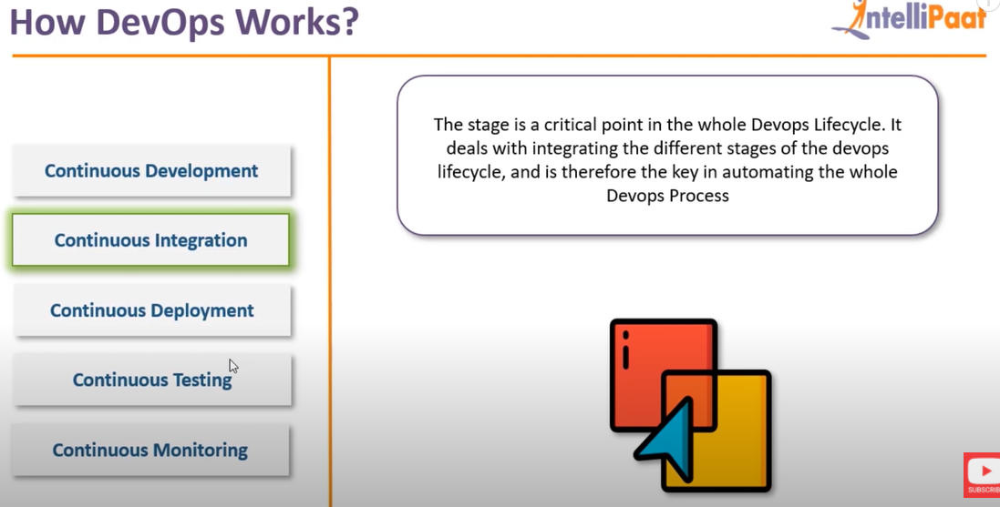 How DevOps Works?
IntelliPaat
Continuous Development
Continuous Integration
Continuous Deployment
Continuous Testing
Continuous Monitoring
The stage is a critical point in the whole Devops Lifecycle. It
deals with integrating the different stages of the devops
lifecycle, and is therefore the key in automating the whole
Devops Process
SUBSCRIB